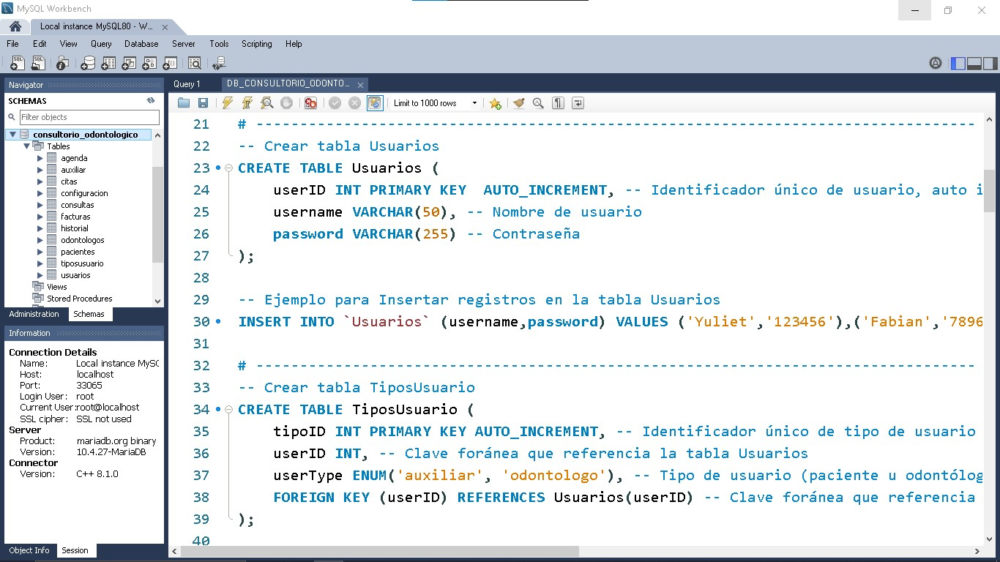 MySQL Workbench
Local instance MySQL80 - W...
File Edit View Query Database Server Tools Scripting Help
Navigator
SCHEMAS
Filter objects
consultorio_odontologico
Tables
agenda
auxiliar
citas
configuracion
consultas
facturas
historial
odontologos
pacientes
tiposusuario
usuarios
Views
Stored Procedures
Administration Schemas
Information
Connection Details
Name: Local instance MySQ
Host: localhost
Port: 33065
Login User: root
Current User: root@localhost
SSL cipher: SSL not used
Server
Product: mariadb.org binary
Version: 10.4.27-MariaDB
Connector
Version: C++ 8.1.0
Object Info Session
Query 1 DB_CONSULTORIO_ODONTO...
Limit to 1000 rows
21 # ----------------------------------------------------------------------------------
22 -- Crear tabla Usuarios
23 CREATE TABLE Usuarios (
24 userID INT PRIMARY KEY  AUTO_INCREMENT, -- Identificador único de usuario, auto i
25 username VARCHAR(50), -- Nombre de usuario
26 password VARCHAR(255) -- Contraseña
27 );
28
29 -- Ejemplo para Insertar registros en la tabla Usuarios
30 INSERT INTO `Usuarios` (username,password) VALUES ('Yuliet','123456'),('Fabian','7896
31
32 # ----------------------------------------------------------------------------------
33 -- Crear tabla TiposUsuario
34 CREATE TABLE TiposUsuario (
35 tipoID INT PRIMARY KEY AUTO_INCREMENT, -- Identificador único de tipo de usuario
36 userID INT, -- Clave foránea que referencia la tabla Usuarios
37 userType ENUM('auxiliar', 'odontologo'), -- Tipo de usuario (paciente u odontólog
38 FOREIGN KEY (userID) REFERENCES Usuarios(userID) -- Clave foránea que referencia
39 );
40